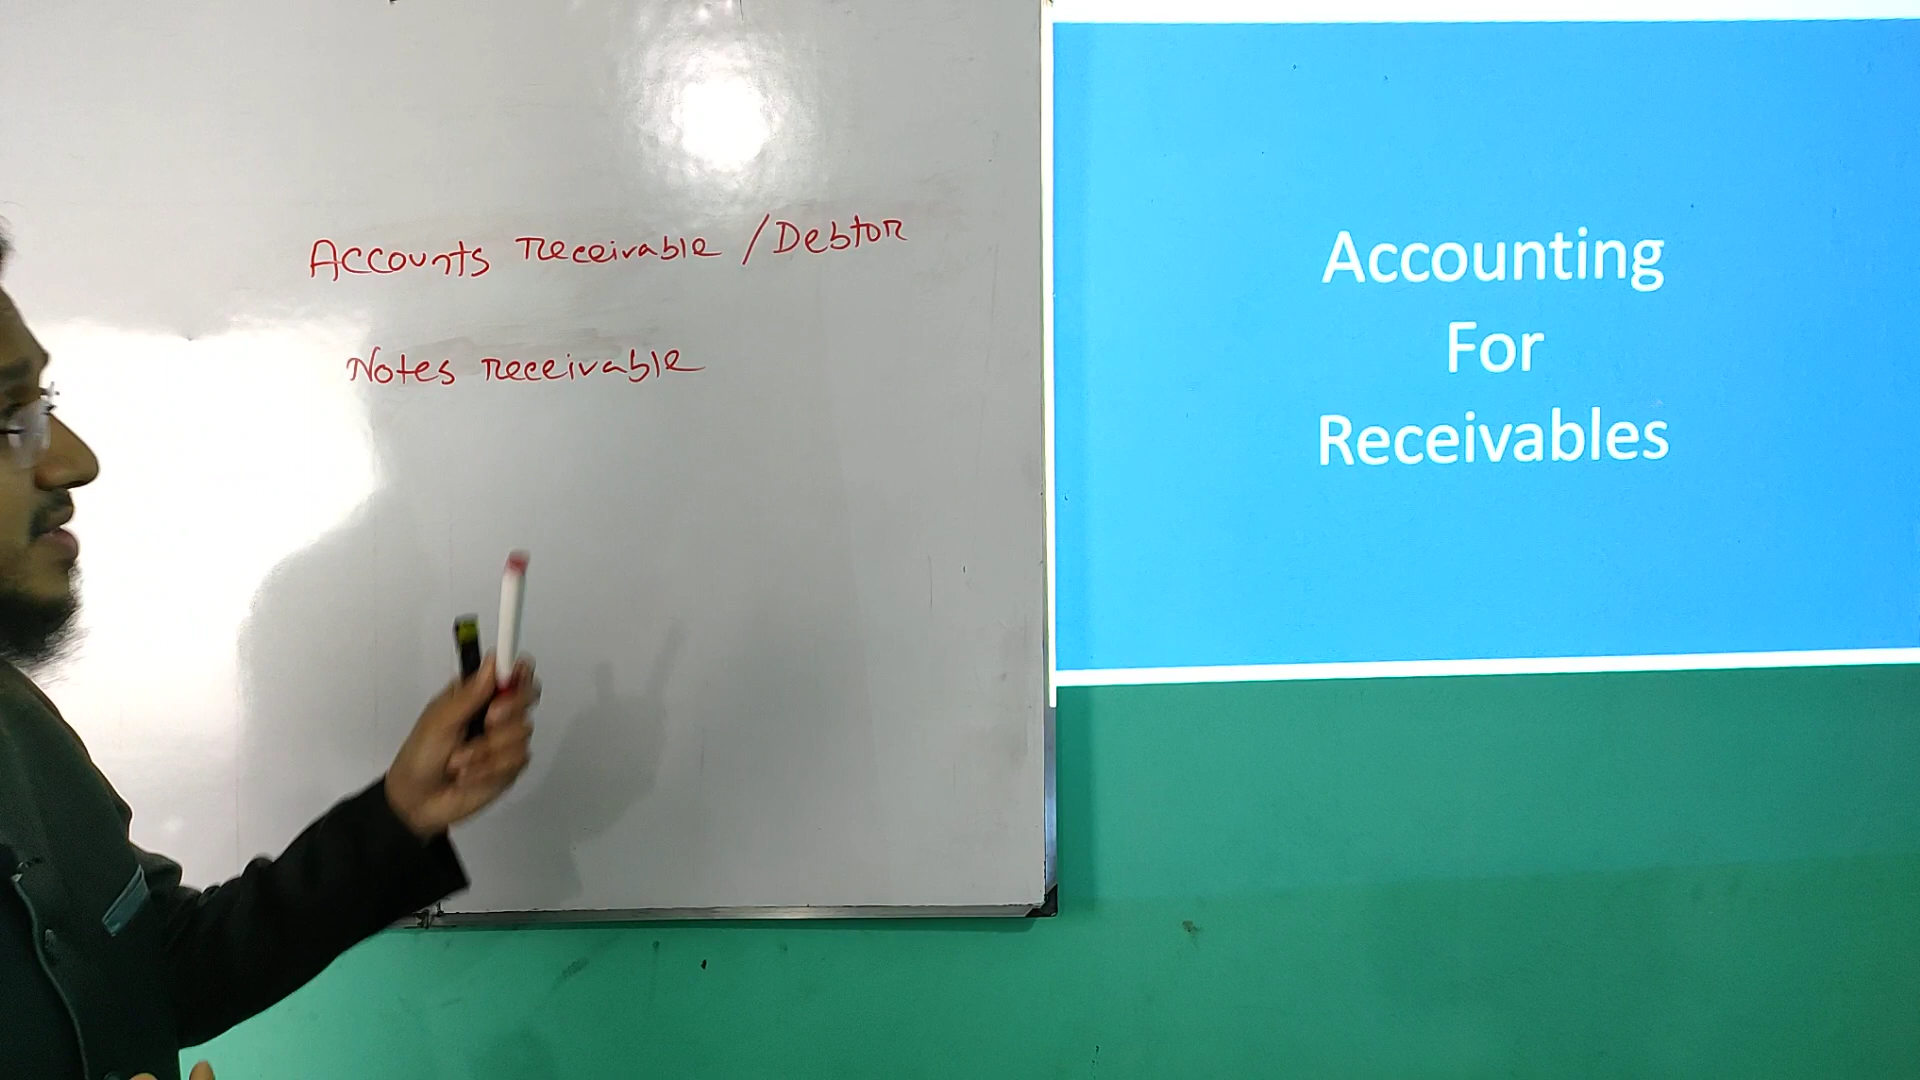 Accounts receivable / Debtor
Notes receivable
Accounting
For
Receivables